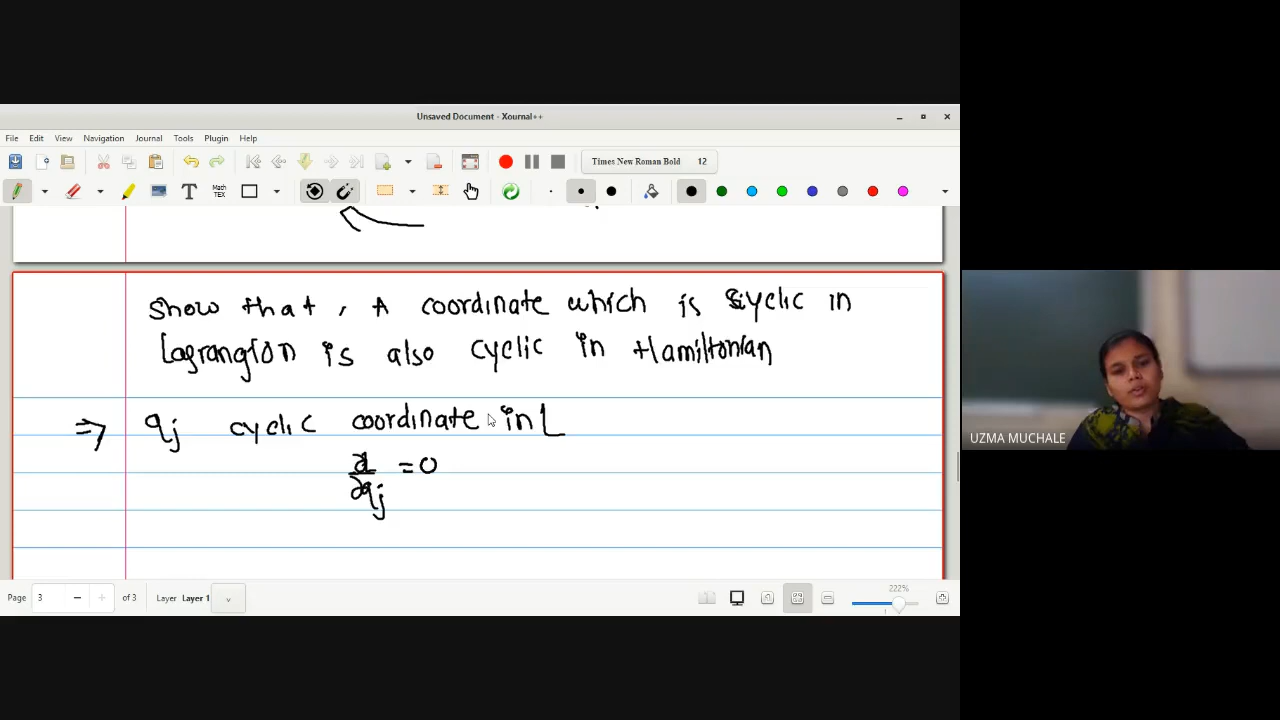 Unsaved Document - Xournal++
File Edit View Navigation Journal Tools Plugin Help
Times New Roman Bold 12
Show that , A coordinate which is cyclic in
Lagrangian is also cyclic in Hamiltonian
⇒ qj cyclic coordinate in L
∂L/∂qj = 0
UZMA MUCHALE
Page 3 of 3 Layer Layer 1
222%